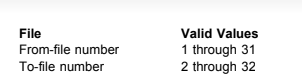 File Valid Values
From-file number 1 through 31
To-file number 2 through 32